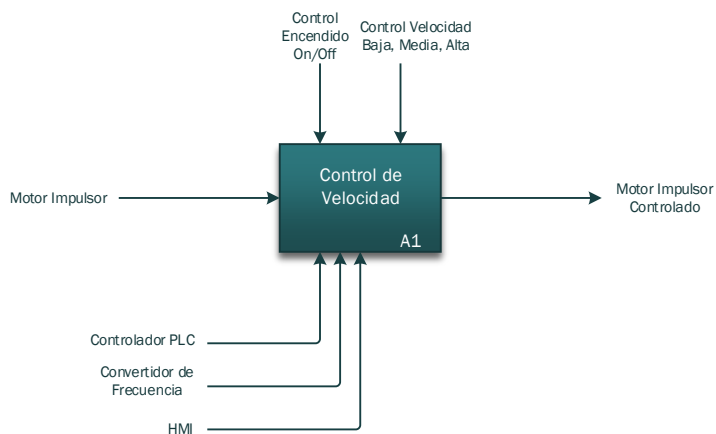 Control
Encendido
On/Off
Control Velocidad
Baja, Media, Alta
Control de
Velocidad
A1
Motor Impulsor
Motor Impulsor
Controlado
Controlador PLC
Convertidor de
Frecuencia
HMI